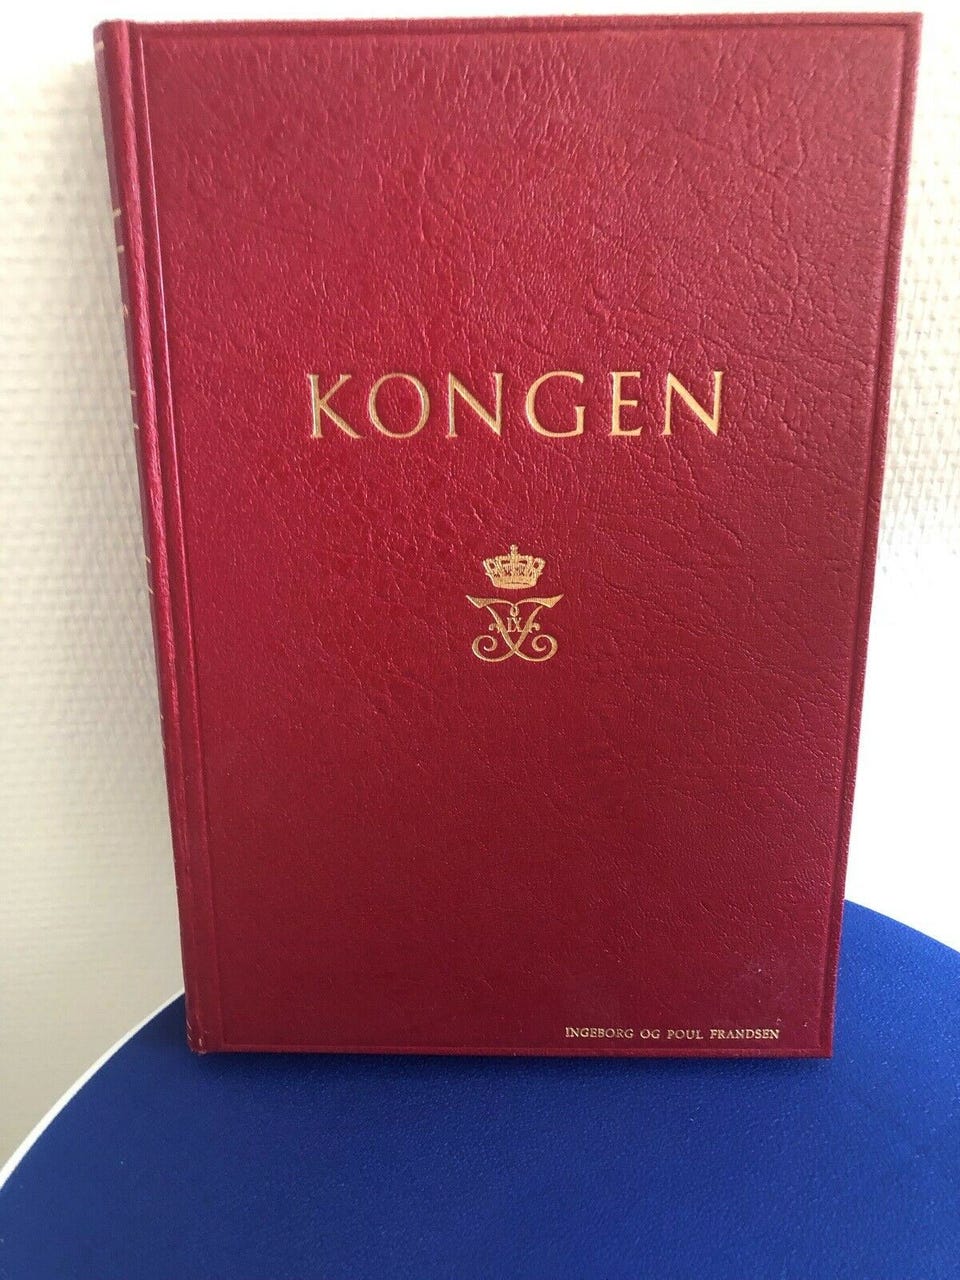 KONGEN
IX
INGEBORG OG POUL FRANDSEN